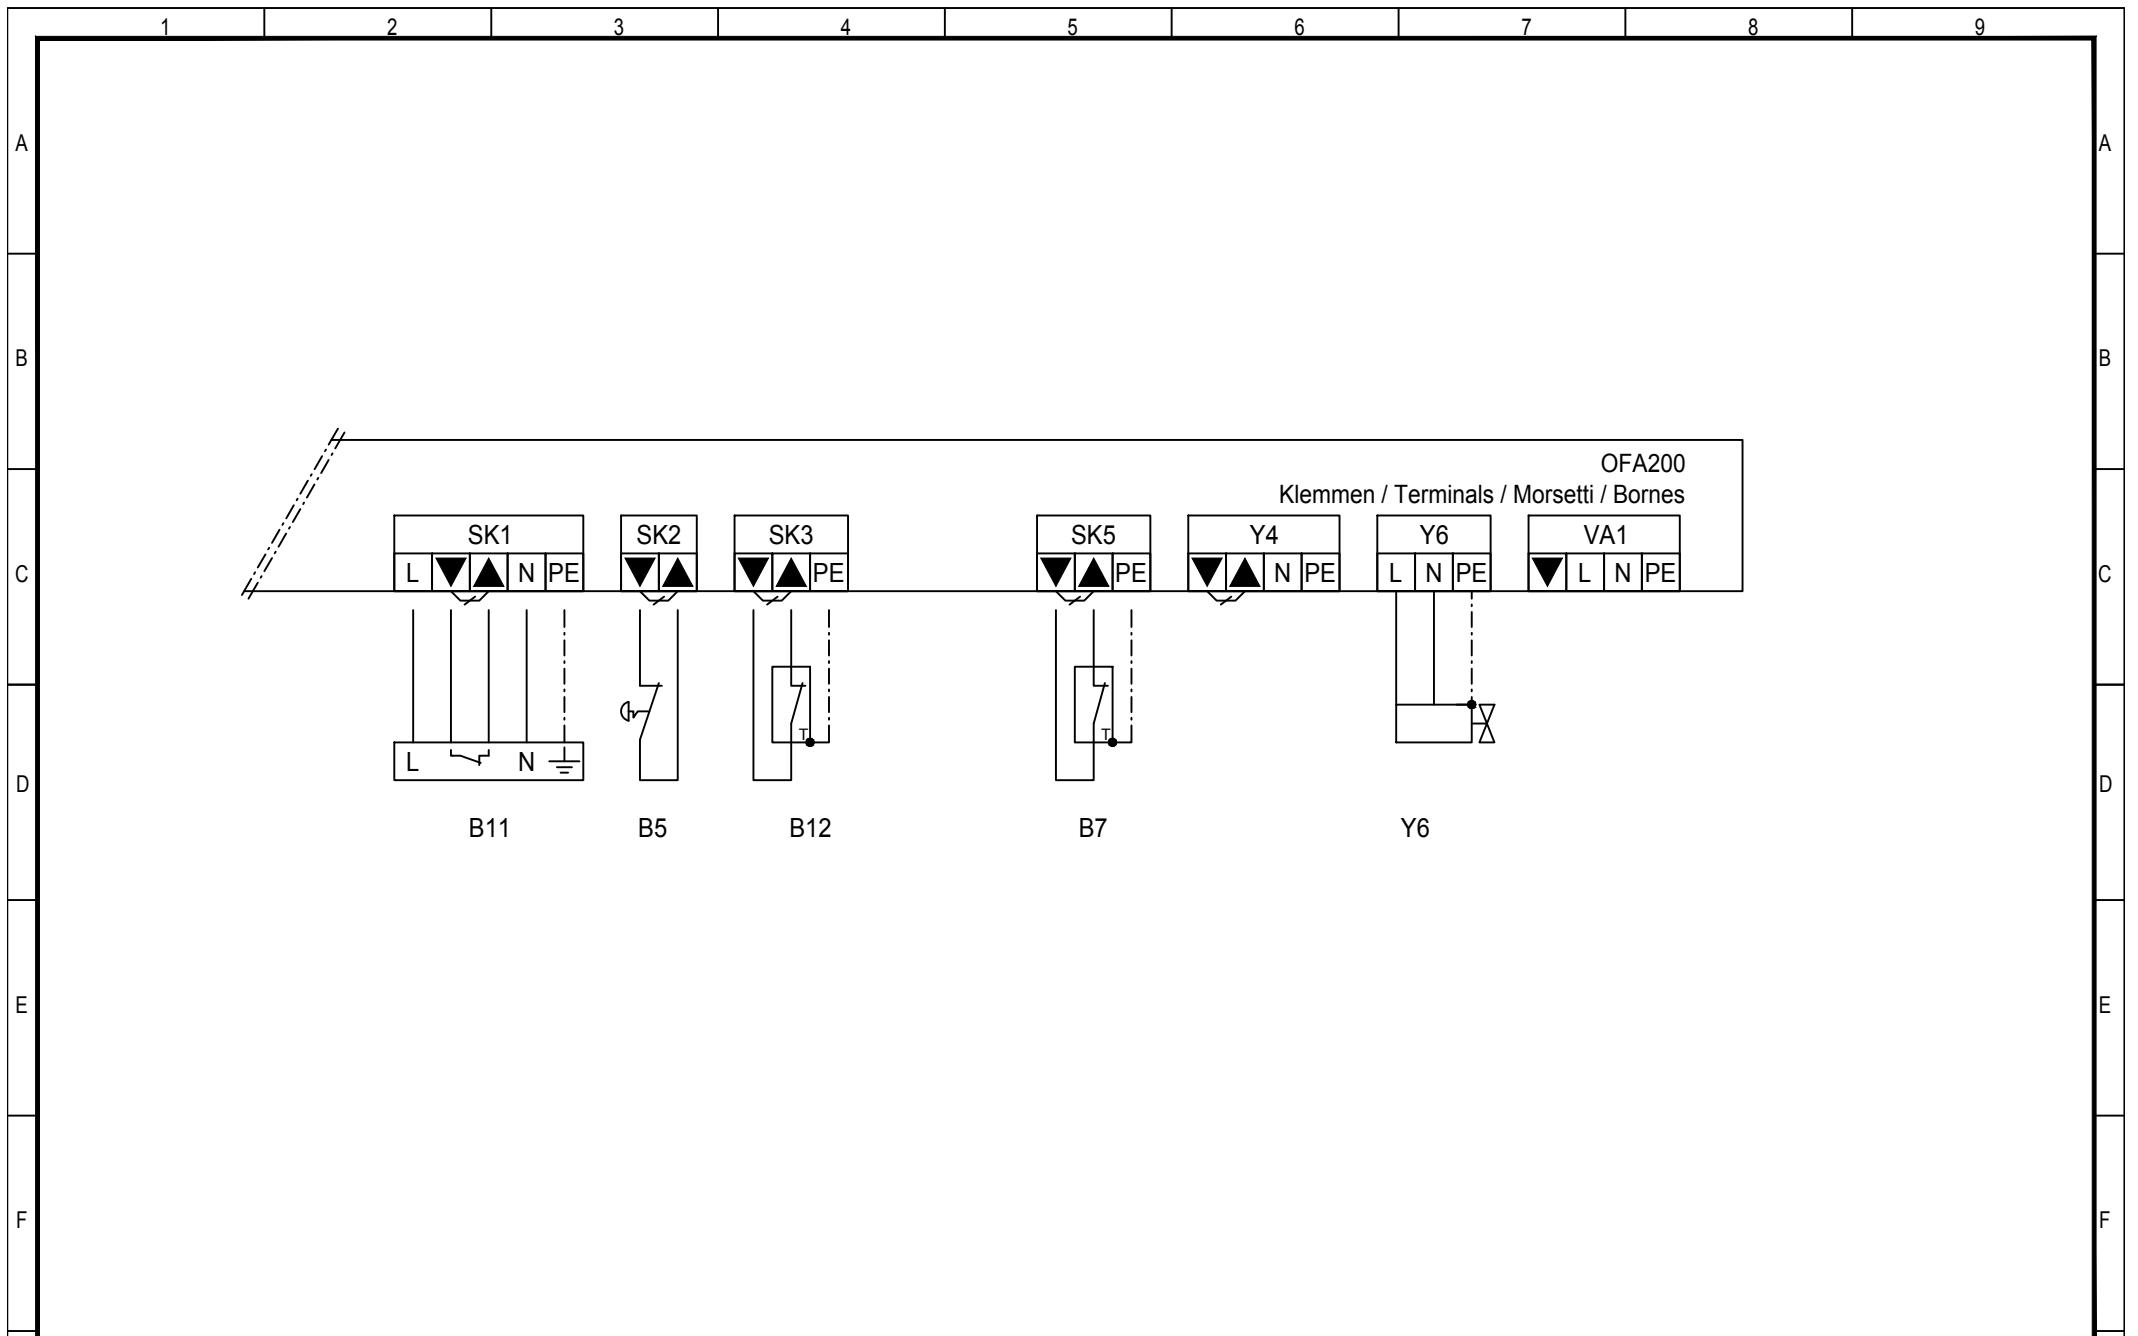 1 2 3 4 5 6 7 8 9
A A
B B
OFA200
Klemmen / Terminals / Morsetti / Bornes
SK1 SK2 SK3 SK5 Y4 Y6 VA1
C L ▼ ▲ N PE ▼ ▲ ▼ ▲ PE ▼ ▲ PE ▼ ▲ N PE L N PE ▼ L N PE C
T T
L N
D D
B11 B5 B12 B7 Y6
E E
F F